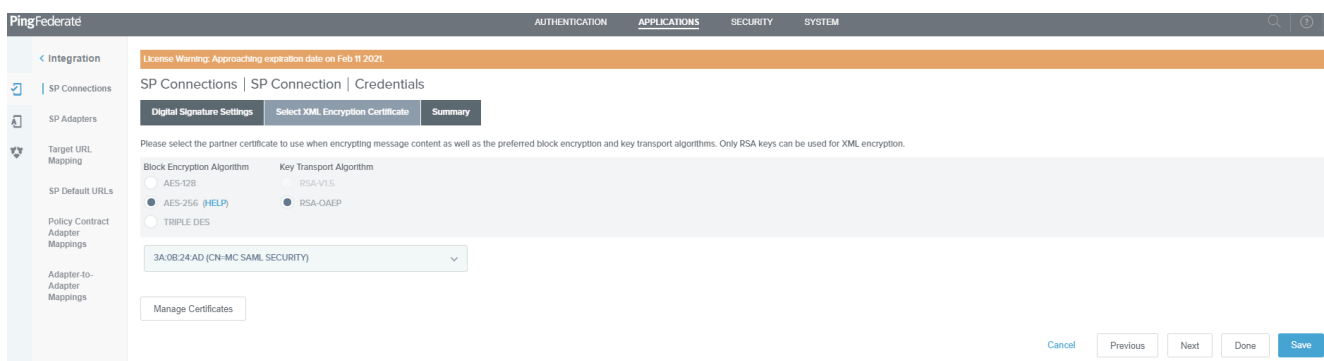 PingFederate
AUTHENTICATION APPLICATIONS SECURITY SYSTEM
Integration
SP Connections
SP Adapters
Target URL
Mapping
SP Default URLs
Policy Contract
Adapter
Mappings
Adapter-to-
Adapter
Mappings
License Warning: Approaching expiration date on Feb 11 2021.
SP Connections | SP Connection | Credentials
Digital Signature Settings Select XML Encryption Certificate Summary
Please select the partner certificate to use when encrypting message content as well as the preferred block encryption and key transport algorithms. Only RSA keys can be used for XML encryption.
Block Encryption Algorithm Key Transport Algorithm
AES-128 RSA-V1.5
AES-256 (HELP) RSA-OAEP
TRIPLE DES
3A:0B:24:AD (CN=MC SAML SECURITY)
Manage Certificates
Cancel Previous Next Done Save